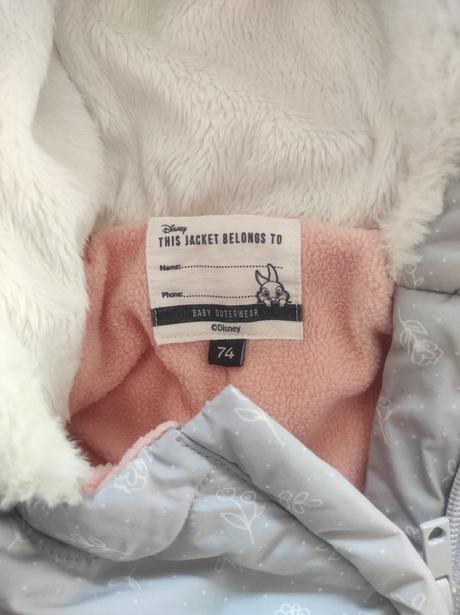 Disney
THIS JACKET BELONGS TO
Name:
Phone:
BABY OUTERWEAR
©Disney
74